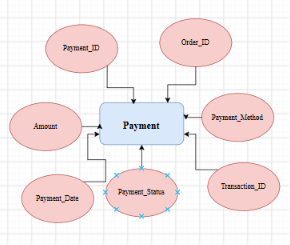 Payment_ID
Order_ID
Amount
Payment
Payment_Method
Payment_Date
Payment_Status
Transaction_ID